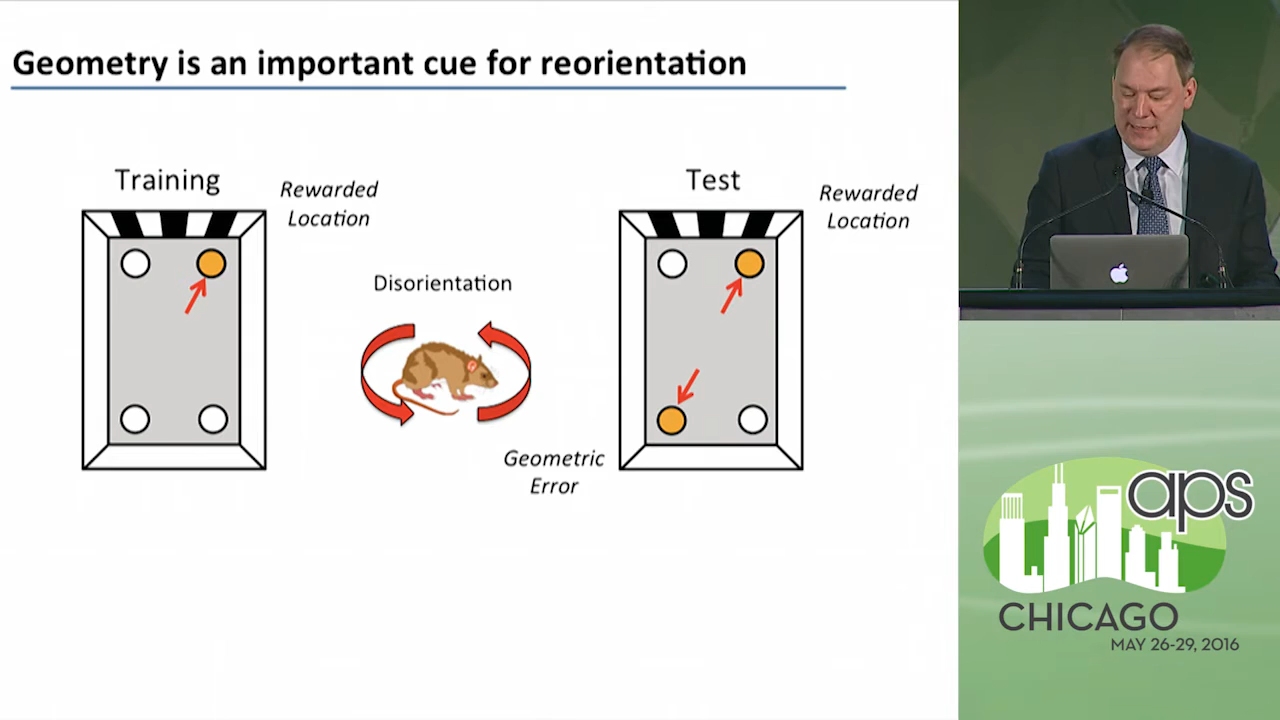 Geometry is an important cue for reorientation
Training
Rewarded
Location
Disorientation
Test
Rewarded
Location
Geometric
Error
aps
CHICAGO
MAY 26-29, 2016